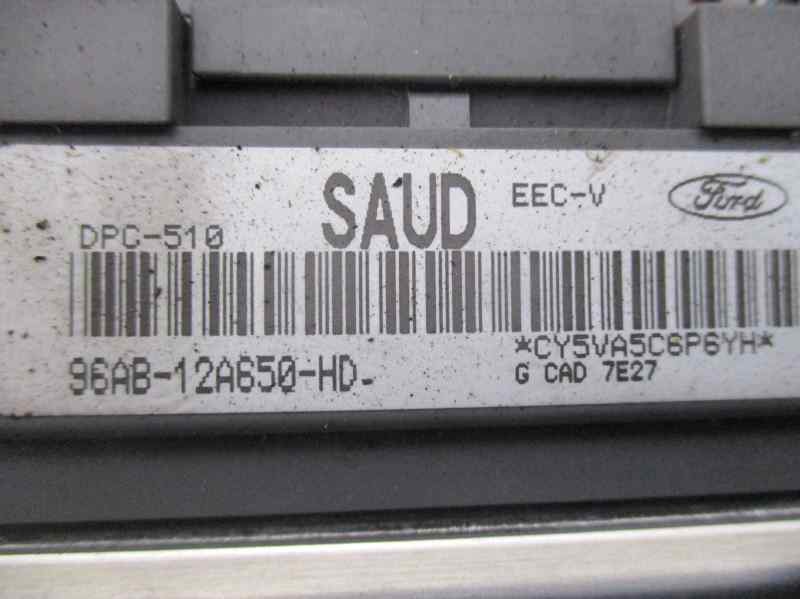 SAUD
EEC-V
Ford
DPC-510
*CY5VA5C6P6YH*
96AB-12A650-HD
G CAD 7E27